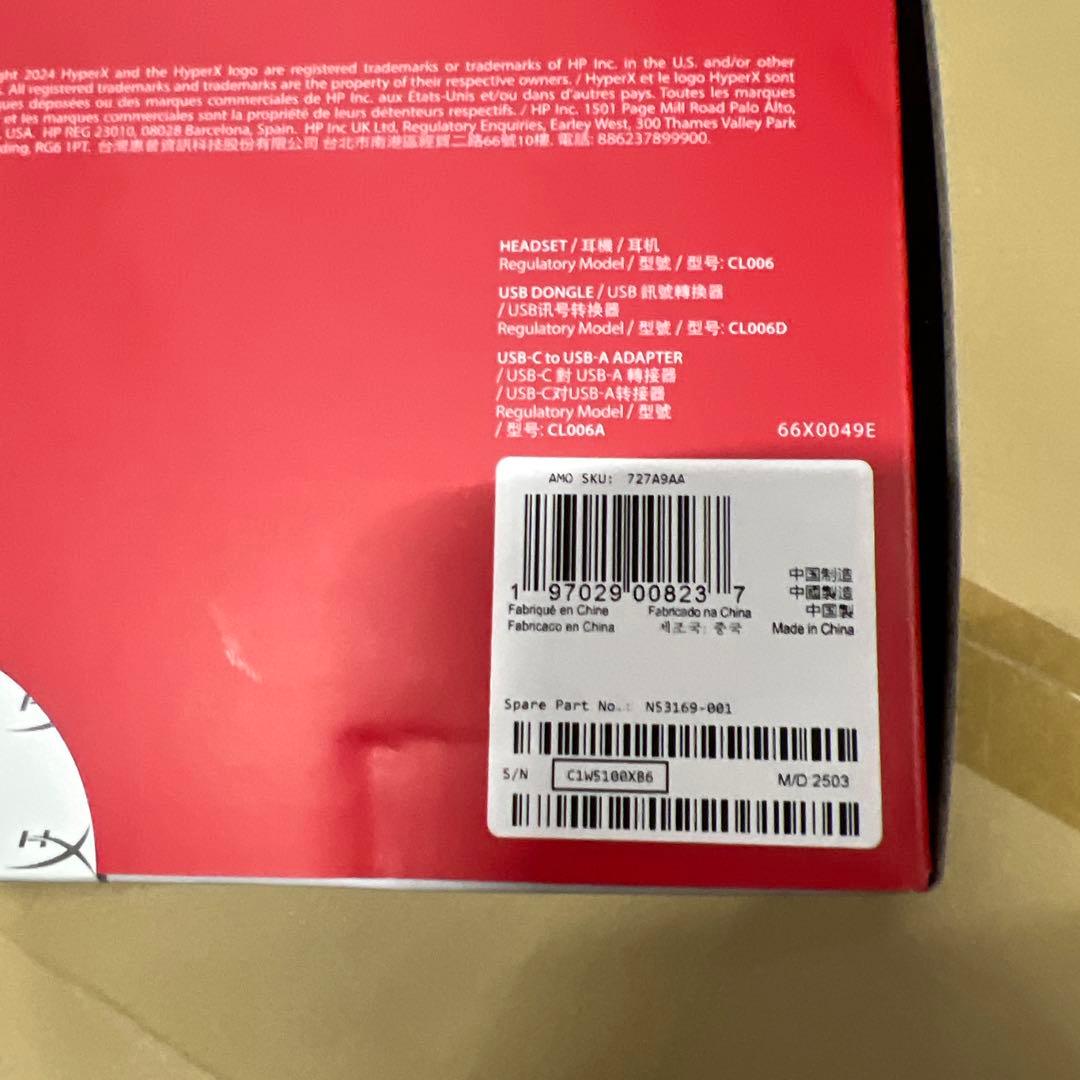 ght 2024 HyperX and the HyperX logo are registered trademarks or trademarks of HP Inc. in the U.S. and/or other
. All registered trademarks and trademarks are the property of their respective owners. / HyperX et le logo HyperX sont
ques déposées ou des marques commerciales de HP Inc. aux États-Unis et/ou dans d'autres pays. Toutes les marques
et les marques commerciales sont la propriété de leurs détenteurs respectifs. / HP Inc. 1501 Page Mill Road Palo Alto,
, USA. HP REG 23010, 08028 Barcelona, Spain. HP Inc UK Ltd, Regulatory Enquiries, Earley West, 300 Thames Valley Park
ding, RG6 1PT. 台灣惠普資訊科技股份有限公司 台北市南港區經貿二路66號10樓. 電話: 886237899900.
HEADSET / 耳機 / 耳机
Regulatory Model / 型號 / 型号: CL006
USB DONGLE / USB 訊號轉換器
/ USB讯号转换器
Regulatory Model / 型號 / 型号: CL006D
USB-C to USB-A ADAPTER
/ USB-C 對 USB-A 轉接器
/ USB-C对USB-A转接器
Regulatory Model / 型號
/ 型号: CL006A
66X0049E
AMO SKU: 727A9AA
1 97029 00823 7
Fabriqué en Chine Fabricado na China
Fabricado en China 제조국: 중국
中国制造
中國製造
中国製
Made in China
Spare Part No.: N53169-001
S/N C1W5100XB6 M/D 2503
HX